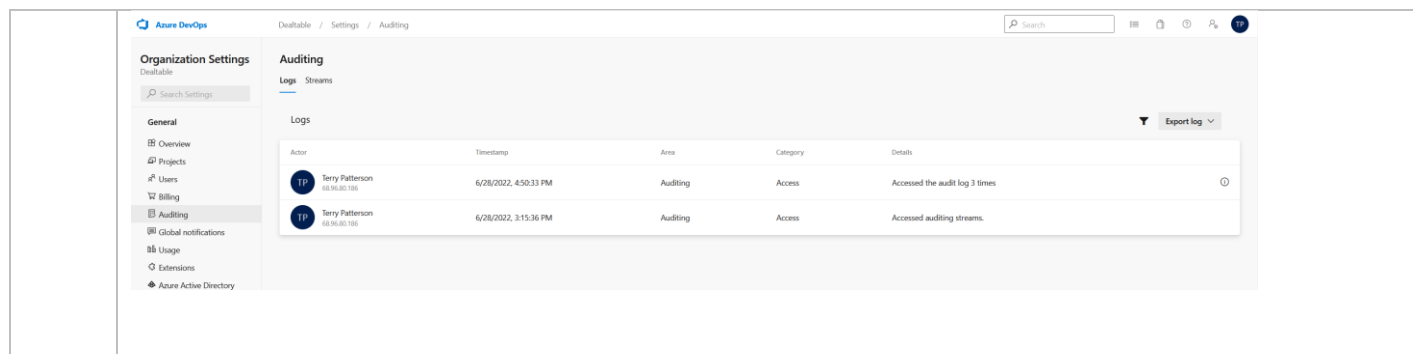 Azure DevOps
Dealtable / Settings / Auditing
Search
TP
Organization Settings
Dealtable
Search Settings
General
Overview
Projects
Users
Billing
Auditing
Global notifications
Usage
Extensions
Azure Active Directory
Auditing
Logs Streams
Logs
Export log
Actor Timestamp Area Category Details
TP Terry Patterson 6/28/2022, 4:50:33 PM Auditing Access Accessed the audit log 3 times
68.96.80.186
TP Terry Patterson 6/28/2022, 3:15:36 PM Auditing Access Accessed auditing streams.
68.96.80.186